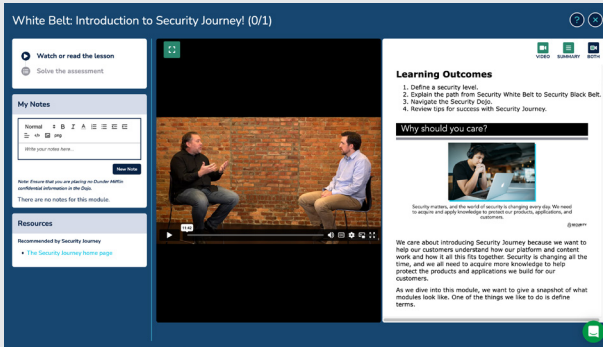 White Belt: Introduction to Security Journey! (0/1)
?
Watch or read the lesson
Solve the assessment
My Notes
Normal
B I A
</> png
Write your notes here...
New Note
Note: Ensure that you are placing no Dunder Mifflin
confidential information in the Dojo.
There are no notes for this module.
Resources
Recommended by Security Journey
• The Security Journey home page
11:42
VIDEO
SUMMARY
BOTH
Learning Outcomes
1. Define a security level.
2. Explain the path from Security White Belt to Security Black Belt.
3. Navigate the Security Dojo.
4. Review tips for success with Security Journey.
Why should you care?
Security matters, and the world of security is changing every day. We need
to acquire and apply knowledge to protect our products, applications, and
customers.
SECURITY
We care about introducing Security Journey because we want to
help our customers understand how our platform and content
work and how it all this fits together. Security is changing all the
time, and we all need to acquire more knowledge to help
protect the products and applications we build for our
customers.
As we dive into this module, we want to give a snapshot of what
modules look like. One of the things we like to do is define
terms.